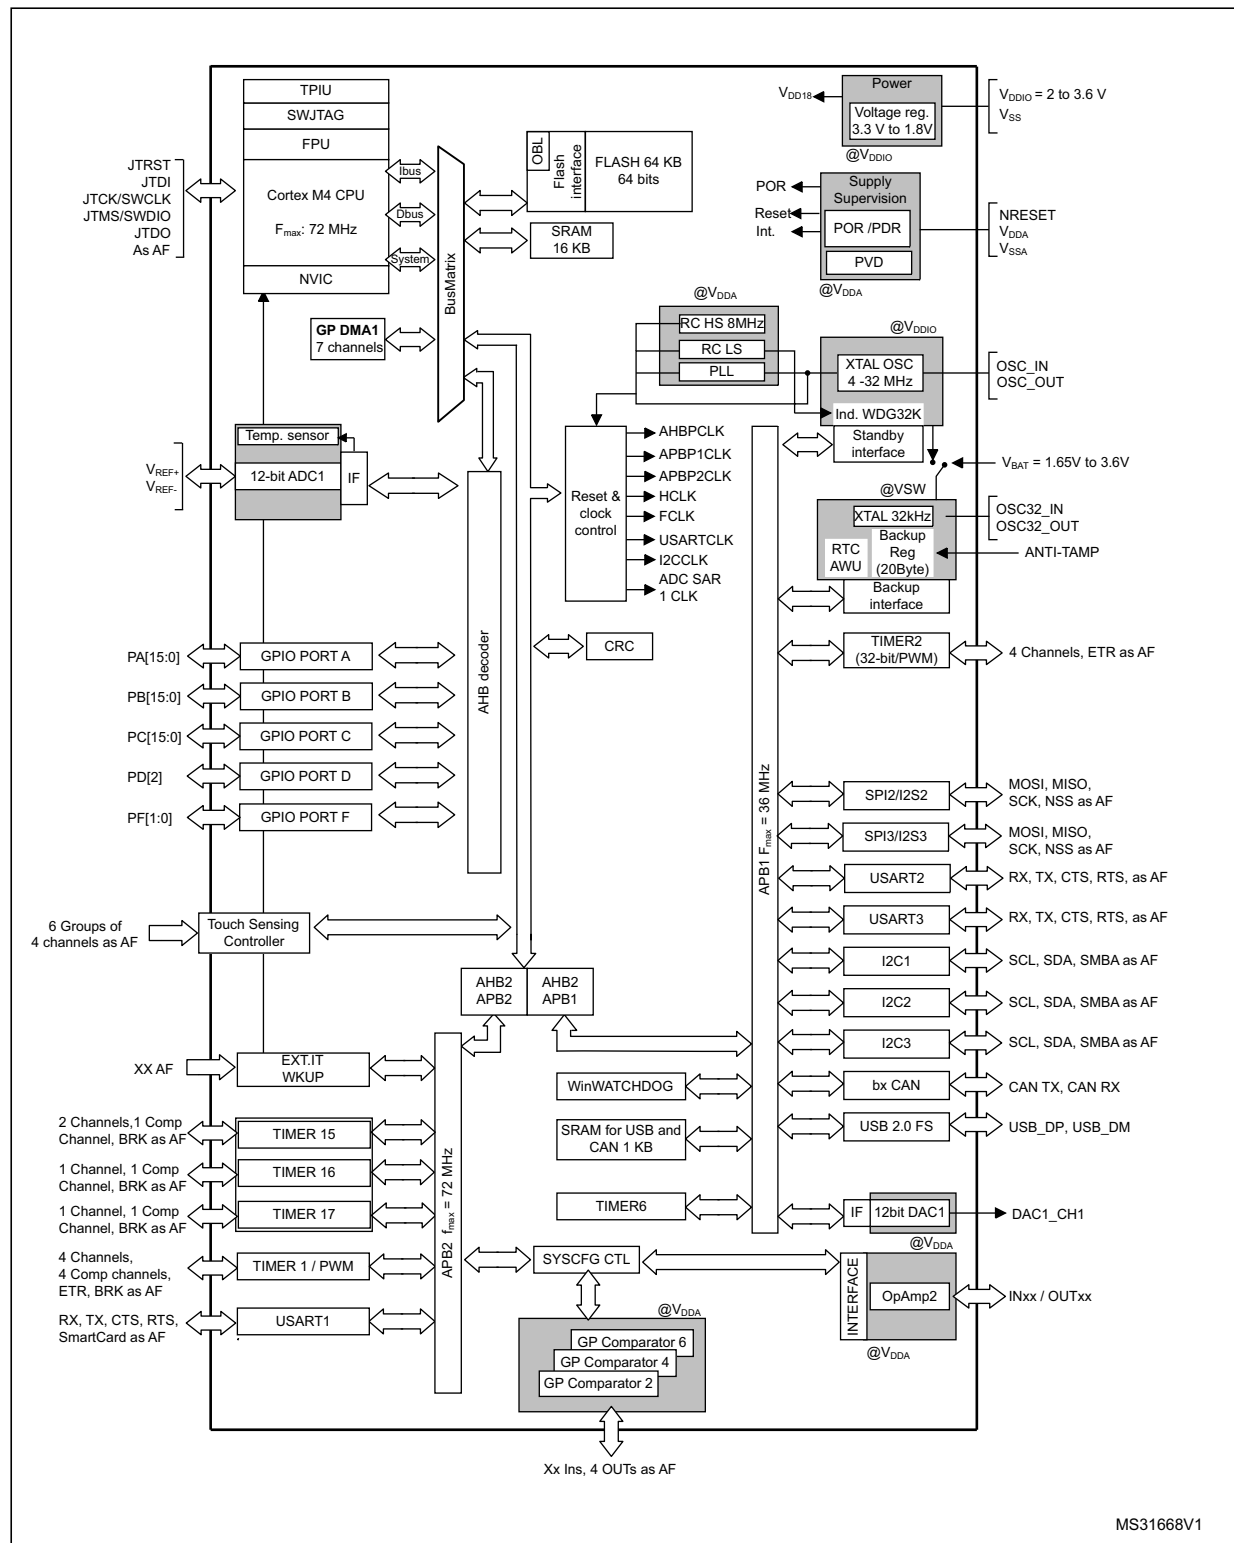 TPIU
SWJTAG
FPU
Cortex M4 CPU
Fmax: 72 MHz
NVIC
JTRST
JTDI
JTCK/SWCLK
JTMS/SWDIO
JTDO
As AF
Ibus
Dbus
System
BusMatrix
OBL
Flash
interface
FLASH 64 KB
64 bits
SRAM
16 KB
GP DMA1
7 channels
VDD18
Power
Voltage reg.
3.3 V to 1.8V
@VDDIO
VDDIO = 2 to 3.6 V
VSS
POR
Reset
Int.
Supply
Supervision
POR /PDR
PVD
@VDDA
NRESET
VDDA
VSSA
@VDDA
RC HS 8MHz
RC LS
PLL
@VDDIO
XTAL OSC
4 -32 MHz
Ind. WDG32K
Standby
interface
OSC_IN
OSC_OUT
VBAT = 1.65V to 3.6V
@VSW
XTAL 32kHz
RTC
AWU
Backup
Reg
(20Byte)
Backup
interface
OSC32_IN
OSC32_OUT
ANTI-TAMP
Temp. sensor
12-bit ADC1
IF
VREF+
VREF-
Reset &
clock
control
AHBPCLK
APBP1CLK
APBP2CLK
HCLK
FCLK
USARTCLK
I2CCLK
ADC SAR
1 CLK
CRC
AHB decoder
PA[15:0]
GPIO PORT A
PB[15:0]
GPIO PORT B
PC[15:0]
GPIO PORT C
PD[2]
GPIO PORT D
PF[1:0]
GPIO PORT F
6 Groups of
4 channels as AF
Touch Sensing
Controller
AHB2
APB2
AHB2
APB1
APB1 Fmax = 36 MHz
TIMER2
(32-bit/PWM)
4 Channels, ETR as AF
SPI2/I2S2
MOSI, MISO,
SCK, NSS as AF
SPI3/I2S3
MOSI, MISO,
SCK, NSS as AF
USART2
RX, TX, CTS, RTS, as AF
USART3
RX, TX, CTS, RTS, as AF
I2C1
SCL, SDA, SMBA as AF
I2C2
SCL, SDA, SMBA as AF
I2C3
SCL, SDA, SMBA as AF
bx CAN
CAN TX, CAN RX
USB 2.0 FS
USB_DP, USB_DM
IF
12bit DAC1
DAC1_CH1
@VDDA
WinWATCHDOG
SRAM for USB and
CAN 1 KB
TIMER6
XX AF
EXT.IT
WKUP
2 Channels,1 Comp
Channel, BRK as AF
TIMER 15
1 Channel, 1 Comp
Channel, BRK as AF
TIMER 16
1 Channel, 1 Comp
Channel, BRK as AF
TIMER 17
4 Channels,
4 Comp channels,
ETR, BRK as AF
TIMER 1 / PWM
RX, TX, CTS, RTS,
SmartCard as AF
USART1
APB2 fmax = 72 MHz
SYSCFG CTL
@VDDA
GP Comparator 6
GP Comparator 4
GP Comparator 2
Xx Ins, 4 OUTs as AF
INTERFACE
OpAmp2
INxx / OUTxx
@VDDA
MS31668V1